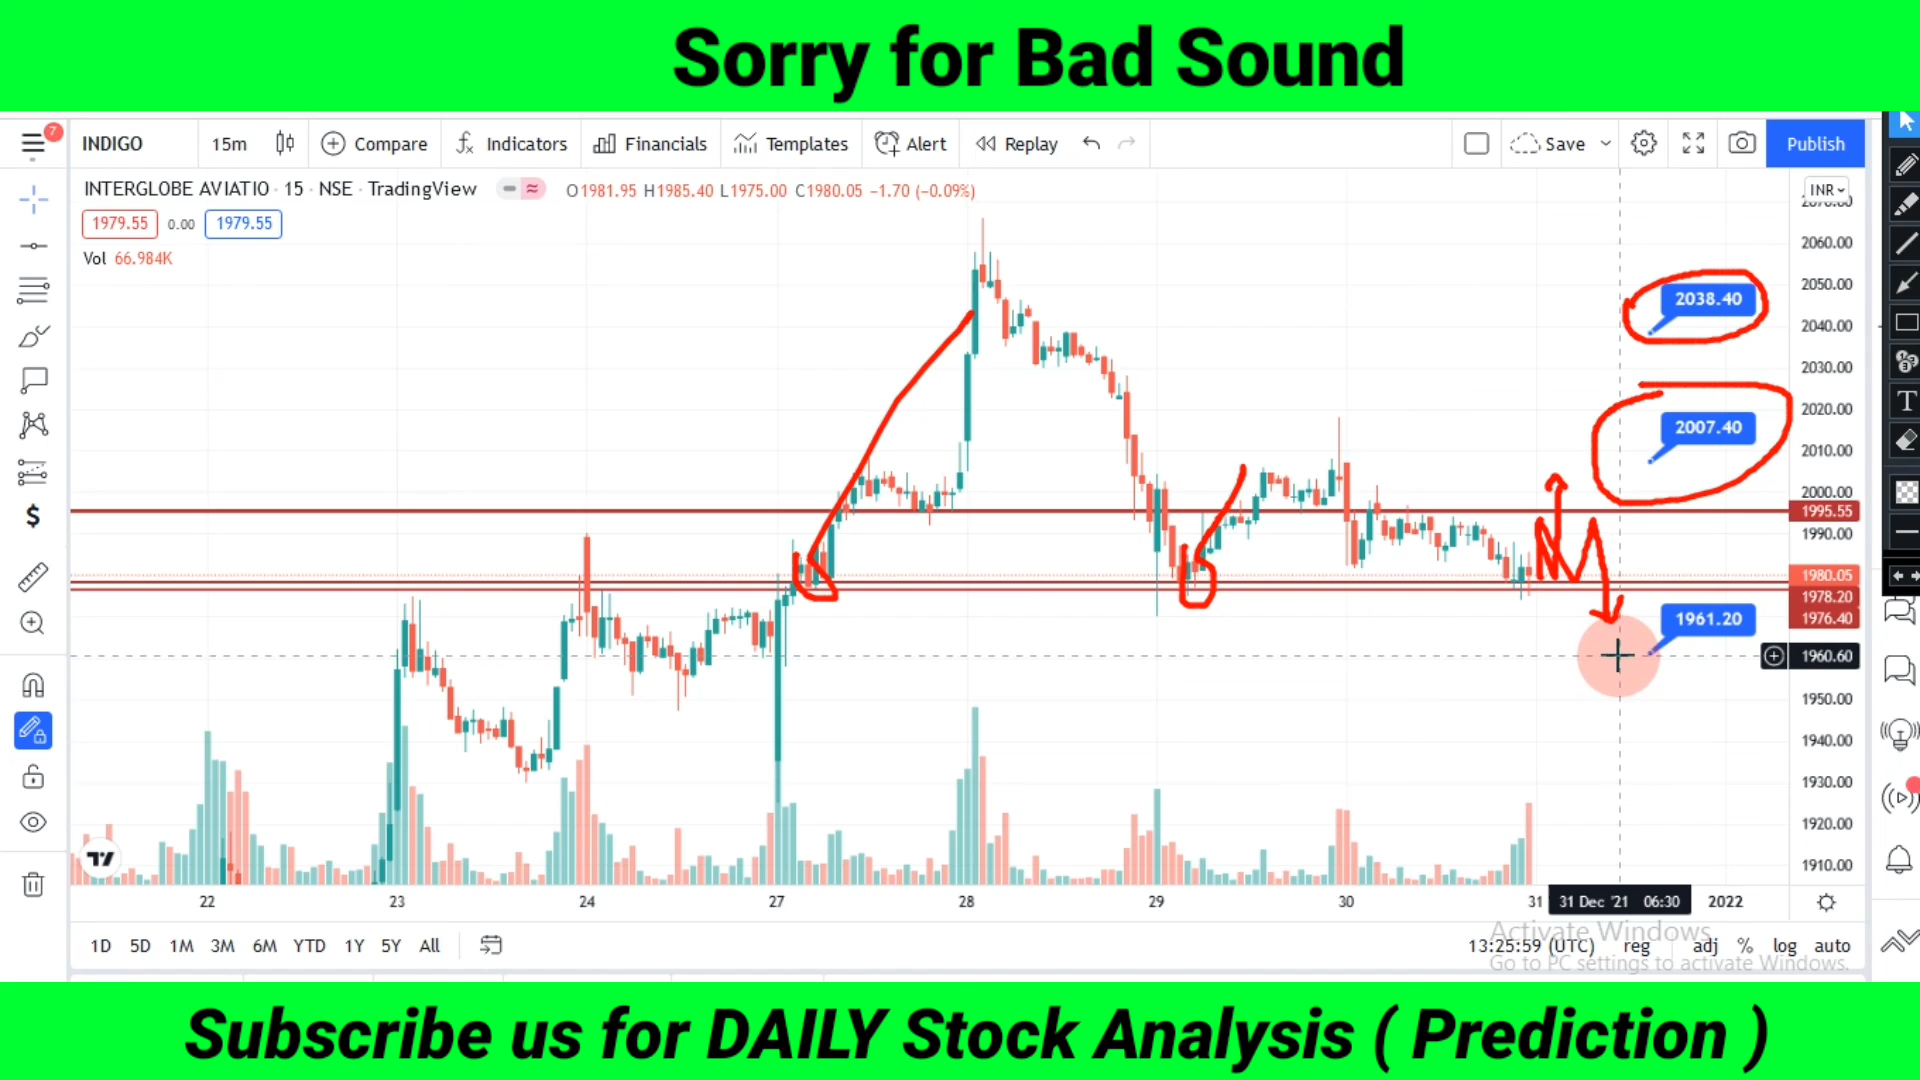 Sorry for Bad Sound
7
INDIGO 15m Compare Indicators Financials Templates Alert Replay Save Publish
INTERGLOBE AVIATIO · 15 · NSE · TradingView O1981.95 H1985.40 L1975.00 C1980.05 −1.70 (−0.09%)
INR
1979.55 0.00 1979.55
Vol 66.984K
2060.00
2050.00
2038.40
2040.00
2030.00
2020.00
2007.40
2010.00
2000.00
1995.55
1990.00
1980.05
1978.20
1976.40
1961.20
1960.60
1950.00
1940.00
1930.00
1920.00
1910.00
22 23 24 27 28 29 30 31 31 Dec '21 06:30 2022
1D 5D 1M 3M 6M YTD 1Y 5Y All 13:25:59 (UTC) reg adj % log auto
Activate Windows
Go to PC settings to activate Windows.
Subscribe us for DAILY Stock Analysis ( Prediction )